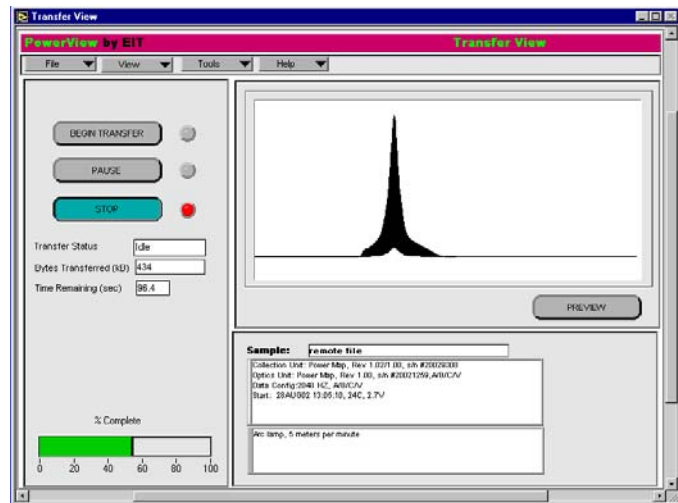 Transfer View
PowerView by EIT
Transfer View
File View Tools Help
BEGIN TRANSFER
PAUSE
STOP
Transfer Status Idle
Bytes Transferred (kB) 434
Time Remaining (sec) 96.4
PREVIEW
Sample: remote file
Collection Unit: Power Map, Rev 1.02/1.00, s/n #20029308
Optics Unit: Power Map, Rev 1.00, s/n #20021259, A/B/C/V
Data Config:2048 HZ, A/B/C/V
Start: 28AUG02 13:05:10, 24C, 2.7V
Arc lamp, 5 meters per minute
% Complete
0 20 40 60 80 100